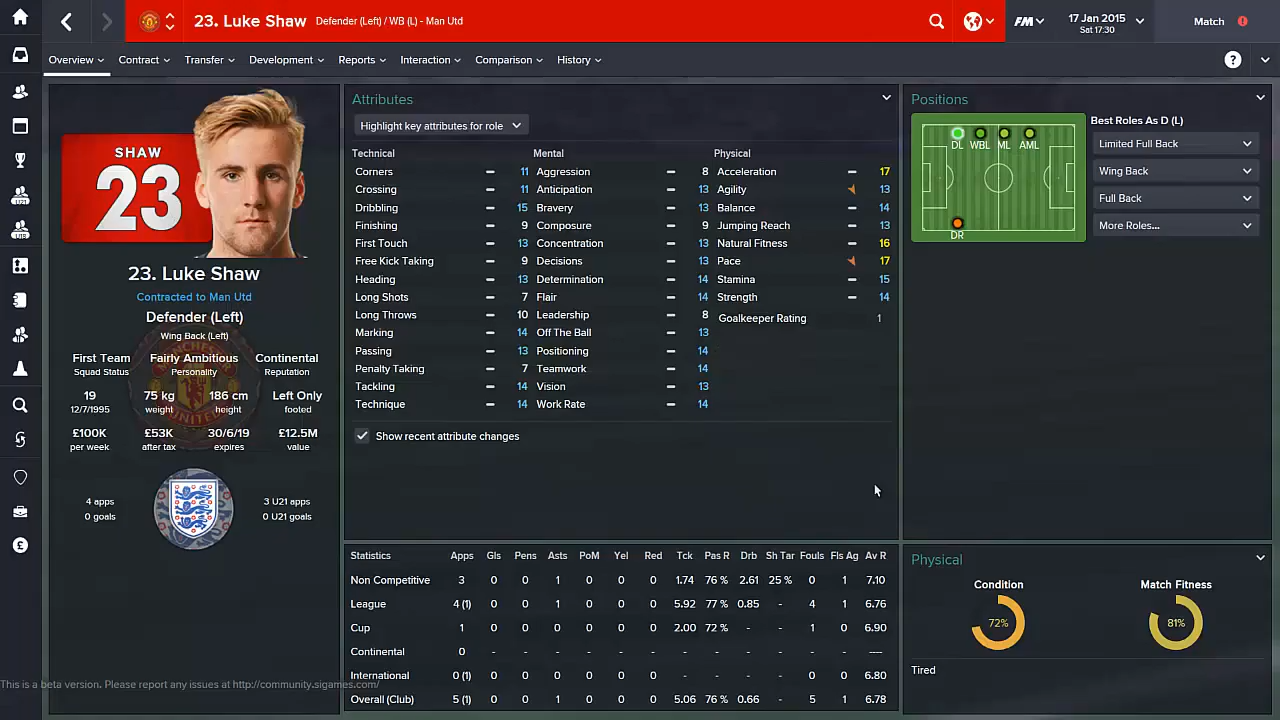 23. Luke Shaw Defender (Left) / WB (L) - Man Utd
FM
17 Jan 2015
Sat 17:30
Match
Overview Contract Transfer Development Reports Interaction Comparison History
SHAW
23
23. Luke Shaw
Contracted to Man Utd
Defender (Left)
Wing Back (Left)
First Team Fairly Ambitious Continental
Squad Status Personality Reputation
19 75 kg 186 cm Left Only
12/7/1995 weight height footed
£100K £53K 30/6/19 £12.5M
per week after tax expires value
4 apps 3 U21 apps
0 goals 0 U21 goals
Attributes
Highlight key attributes for role
Technical Mental Physical
Corners - 11 Aggression - 8 Acceleration - 17
Crossing - 11 Anticipation - 13 Agility 13
Dribbling - 15 Bravery - 13 Balance - 14
Finishing - 9 Composure - 9 Jumping Reach - 13
First Touch - 13 Concentration - 13 Natural Fitness - 16
Free Kick Taking - 9 Decisions - 13 Pace 17
Heading - 13 Determination - 14 Stamina - 15
Long Shots - 7 Flair - 14 Strength - 14
Long Throws - 10 Leadership - 8 Goalkeeper Rating 1
Marking - 14 Off The Ball - 13
Passing - 13 Positioning - 14
Penalty Taking - 7 Teamwork - 14
Tackling - 14 Vision - 13
Technique - 14 Work Rate - 14
Show recent attribute changes
Positions
DL WBL ML AML
DR
Best Roles As D (L)
Limited Full Back
Wing Back
Full Back
More Roles...
Statistics Apps Gls Pens Asts PoM Yel Red Tck Pas R Drb Sh Tar Fouls Fls Ag Av R
Non Competitive 3 0 0 1 0 0 0 1.74 76 % 2.61 25 % 0 1 7.10
League 4 (1) 0 0 1 0 0 0 5.92 77 % 0.85 - 4 1 6.76
Cup 1 0 0 0 0 0 0 2.00 72 % - - 1 0 6.90
Continental 0 - - - - - - - - - - - - ----
International 0 (1) 0 0 0 0 0 0 - - - - 0 0 6.80
Overall (Club) 5 (1) 0 0 1 0 0 0 5.06 76 % 0.66 - 5 1 6.78
Physical
Condition Match Fitness
72% 81%
Tired
This is a beta version. Please report any issues at http://community.sigames.com/